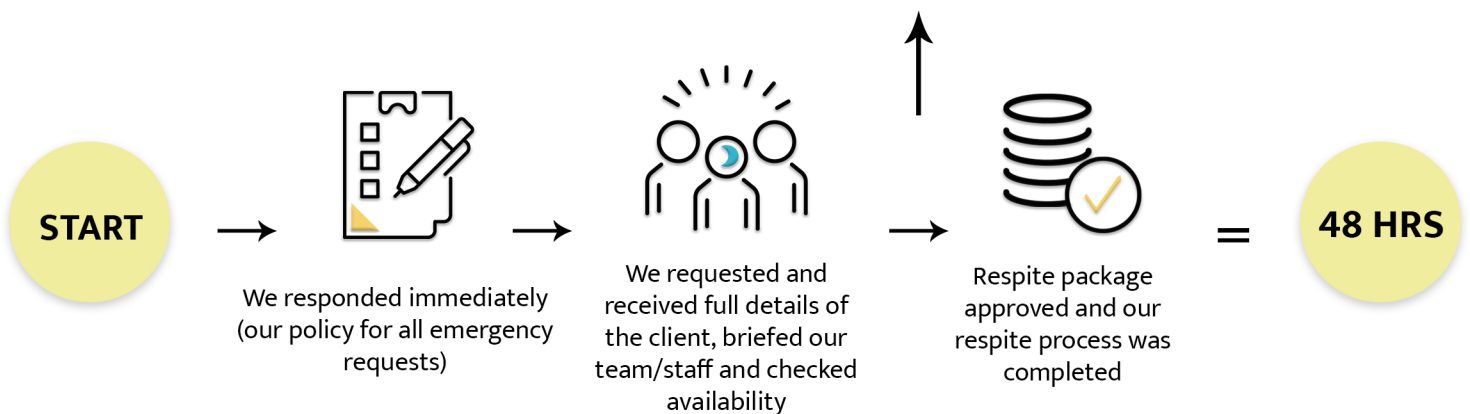 START
We responded immediately
(our policy for all emergency
requests)
We requested and
received full details of
the client, briefed our
team/staff and checked
availability
Respite package
approved and our
respite process was
completed
=
48 HRS